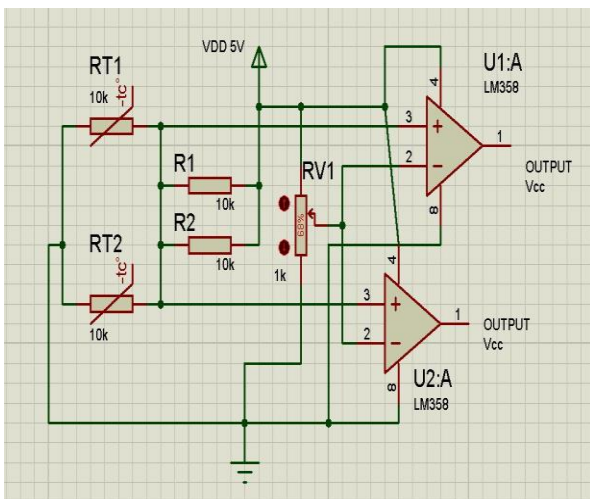 VDD 5V
RT1
10k
-tc°
U1:A
LM358
4
3
+
2
-
1
8
OUTPUT
Vcc
R1
10k
R2
10k
RV1
68%
1k
RT2
-tc°
10k
4
3
+
2
-
1
8
OUTPUT
Vcc
U2:A
LM358